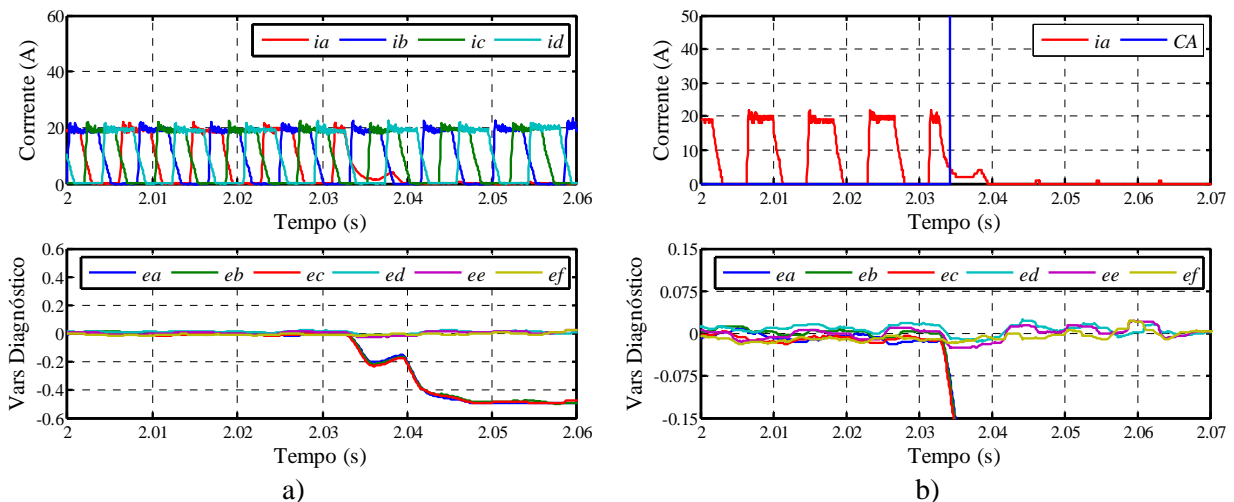 60
40
20
0
Corrrente (A)
ia ib ic id
2 2.01 2.02 2.03 2.04 2.05 2.06
Tempo (s)
0.6
0.4
0.2
0
-0.2
-0.4
-0.6
Vars Diagnóstico
ea eb ec ed ee ef
2 2.01 2.02 2.03 2.04 2.05 2.06
Tempo (s)
a)
50
40
30
20
10
0
Corrente (A)
ia CA
2 2.01 2.02 2.03 2.04 2.05 2.06 2.07
Tempo (s)
0.15
0.075
0
-0.075
-0.15
Vars Diagnóstico
ea eb ec ed ee ef
2 2.01 2.02 2.03 2.04 2.05 2.06 2.07
Tempo (s)
b)